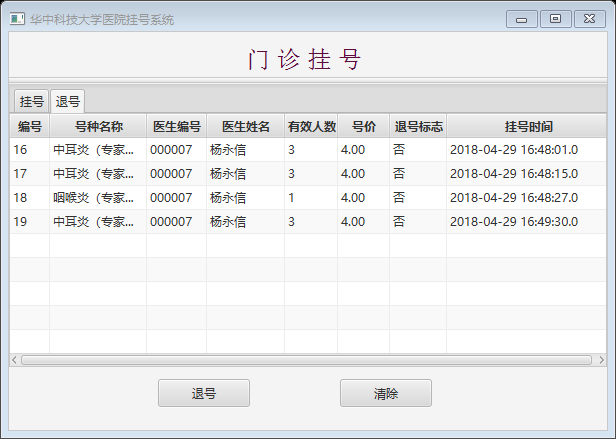 华中科技大学医院挂号系统
门诊挂号
挂号 退号
编号 号种名称 医生编号 医生姓名 有效人数 号价 退号标志 挂号时间
16 中耳炎（专家... 000007 杨永信 3 4.00 否 2018-04-29 16:48:01.0
17 中耳炎（专家... 000007 杨永信 3 4.00 否 2018-04-29 16:48:15.0
18 咽喉炎（专家... 000007 杨永信 1 4.00 否 2018-04-29 16:48:27.0
19 中耳炎（专家... 000007 杨永信 3 4.00 否 2018-04-29 16:49:30.0
退号 清除